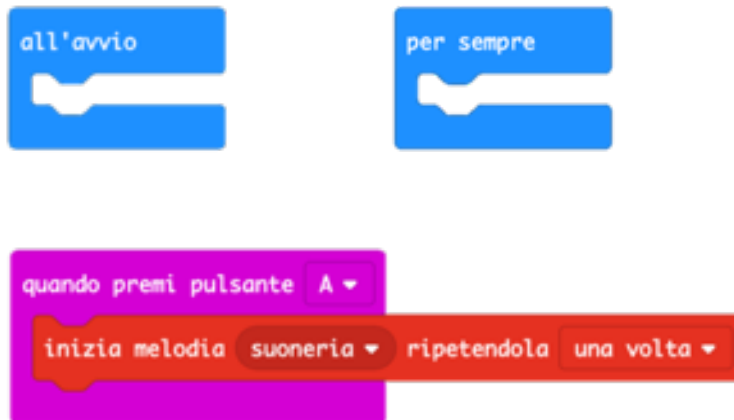 all'avvio
per sempre
quando premi pulsante A
inizia melodia suoneria ripetendola una volta